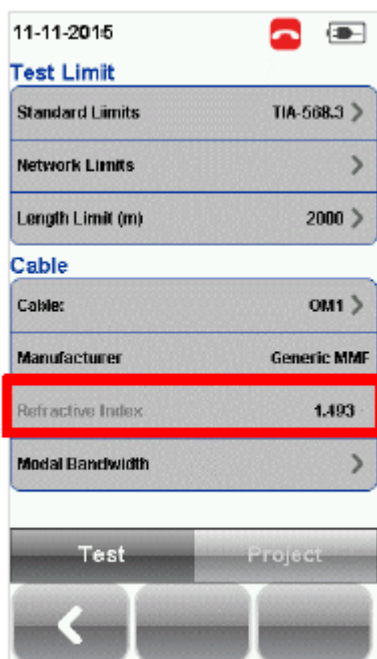 11-11-2015
Test Limit
Standard Limits TIA-568.3
Network Limits
Length Limit (m) 2000
Cable
Cable: OM1
Manufacturer Generic MMF
Refractive Index 1.493
Modal Bandwidth
Test Project